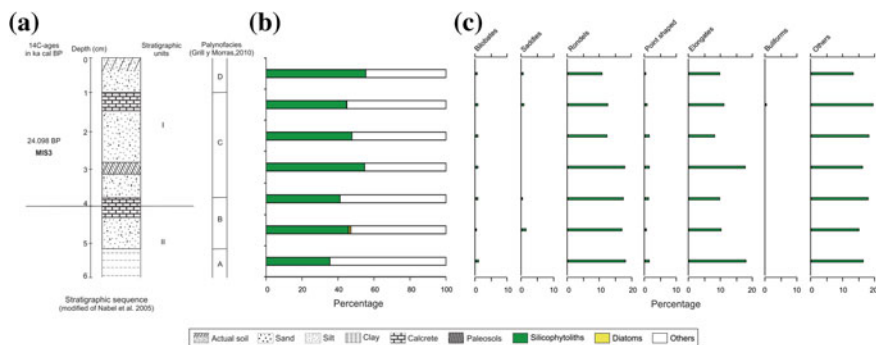 (a)
14C-ages
in ka cal BP
Depth (cm)
Stratigraphic
units
Palynofacies
(Grill y Morras,2010)
0
1
2
3
4
5
6
24.098 BP
MIS3
I
II
D
C
B
A
Stratigraphic sequence
(modified of Nabel et al. 2005)
(b)
0 20 40 60 80 100
Percentage
(c)
Bilobates
Saddles
Rondels
Point shaped
Elongates
Buliforms
Others
0 10
0 10
0 10 20
0 10
0 10 20
0 10
0 10 20
Percentage
Actual soil Sand Silt Clay Calcrete Paleosols Silicophytoliths Diatoms Others